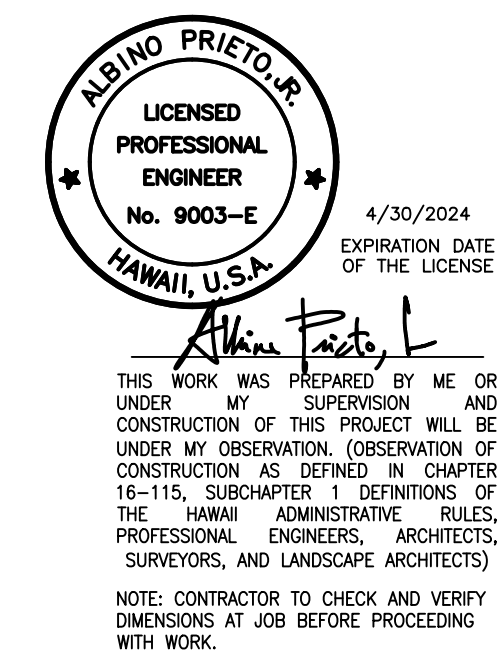 ALBINO PRIETO, JR.
LICENSED
PROFESSIONAL
ENGINEER
No. 9003-E
HAWAII, U.S.A.
4/30/2024
EXPIRATION DATE
OF THE LICENSE
Albino Prieto, Jr
THIS WORK WAS PREPARED BY ME OR
UNDER MY SUPERVISION AND
CONSTRUCTION OF THIS PROJECT WILL BE
UNDER MY OBSERVATION. (OBSERVATION OF
CONSTRUCTION AS DEFINED IN CHAPTER
16-115, SUBCHAPTER 1 DEFINITIONS OF
THE HAWAII ADMINISTRATIVE RULES,
PROFESSIONAL ENGINEERS, ARCHITECTS,
SURVEYORS, AND LANDSCAPE ARCHITECTS)
NOTE: CONTRACTOR TO CHECK AND VERIFY
DIMENSIONS AT JOB BEFORE PROCEEDING
WITH WORK.